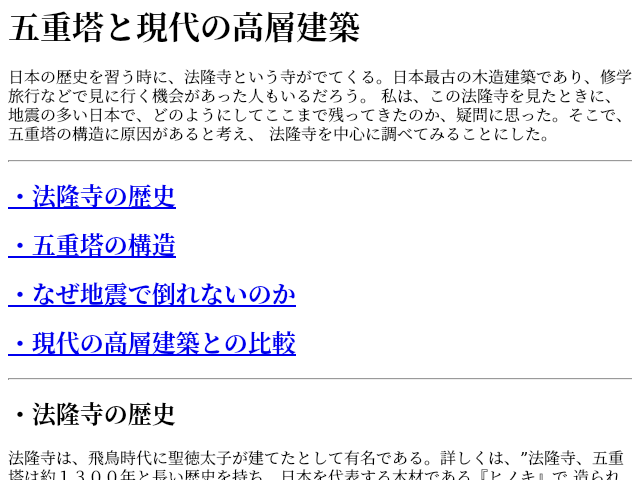 五重塔と現代の高層建築
日本の歴史を習う時に、法隆寺という寺がでてくる。日本最古の木造建築であり、修学
旅行などで見に行く機会があった人もいるだろう。 私は、この法隆寺を見たときに、
地震の多い日本で、どのようにしてここまで残ってきたのか、疑問に思った。そこで、
五重塔の構造に原因があると考え、 法隆寺を中心に調べてみることにした。
・法隆寺の歴史
・五重塔の構造
・なぜ地震で倒れないのか
・現代の高層建築との比較
・法隆寺の歴史
法隆寺は、飛鳥時代に聖徳太子が建てたとして有名である。詳しくは、”法隆寺、五重
塔は約１３００年と長い歴史を持ち、日本を代表する木材である『ヒノキ』で 造られ